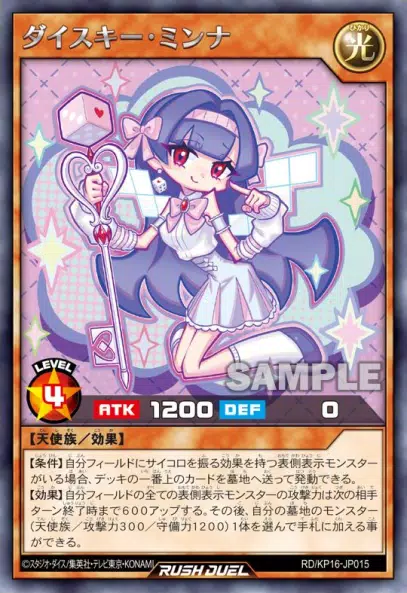 ダイスキー・ミンナ
ひかり
光
SAMPLE
LEVEL
4
ATK 1200 DEF 0
【天使族／効果】
【条件】自分フィールドにサイコロを振る効果を持つ表側表示モンスター
がいる場合、デッキの一番上のカードを墓地へ送って発動できる。
【効果】自分フィールドの全ての表側表示モンスターの攻撃力は次の相手
ターン終了時まで600アップする。その後、自分の墓地のモンスター
(天使族／攻撃力300／守備力1200)1体を選んで手札に加える事
ができる。
©スタジオ・ダイス/集英社・テレビ東京・KONAMI
RUSH DUEL
RD/KP16-JP015